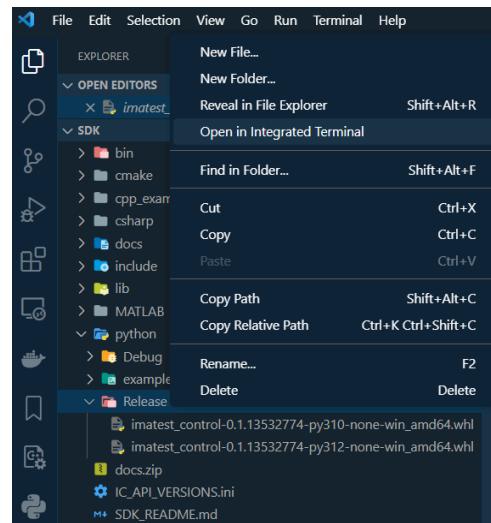 File Edit Selection View Go Run Terminal Help
EXPLORER
OPEN EDITORS
imatest_
SDK
bin
cmake
cpp_exam
csharp
docs
include
lib
MATLAB
python
Debug
example
Release
imatest_control-0.1.13532774-py310-none-win_amd64.whl
imatest_control-0.1.13532774-py312-none-win_amd64.whl
docs.zip
IC_API_VERSIONS.ini
SDK_README.md
New File...
New Folder...
Reveal in File Explorer Shift+Alt+R
Open in Integrated Terminal
Find in Folder... Shift+Alt+F
Cut Ctrl+X
Copy Ctrl+C
Paste Ctrl+V
Copy Path Shift+Alt+C
Copy Relative Path Ctrl+K Ctrl+Shift+C
Rename... F2
Delete Delete